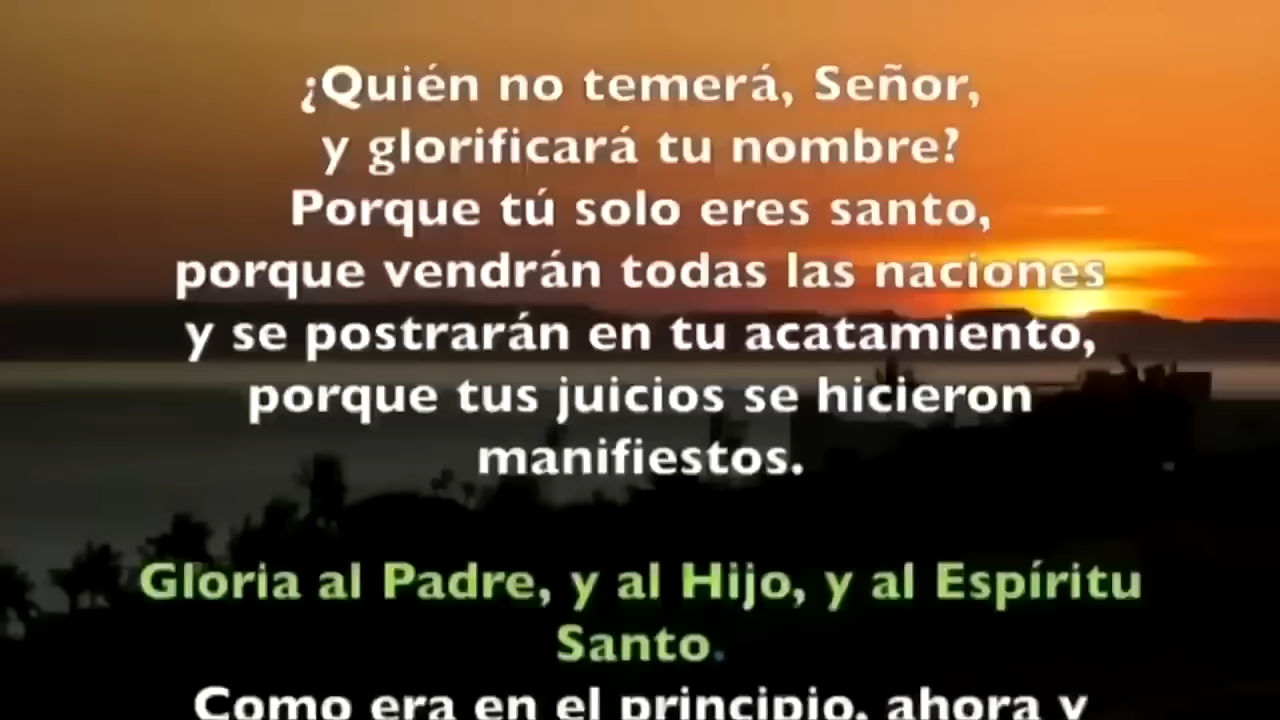 ¿Quién no temerá, Señor,
y glorificará tu nombre?
Porque tú solo eres santo,
porque vendrán todas las naciones
y se postrarán en tu acatamiento,
porque tus juicios se hicieron
manifiestos.
Gloria al Padre, y al Hijo, y al Espíritu
Santo.
Como era en el principio, ahora y